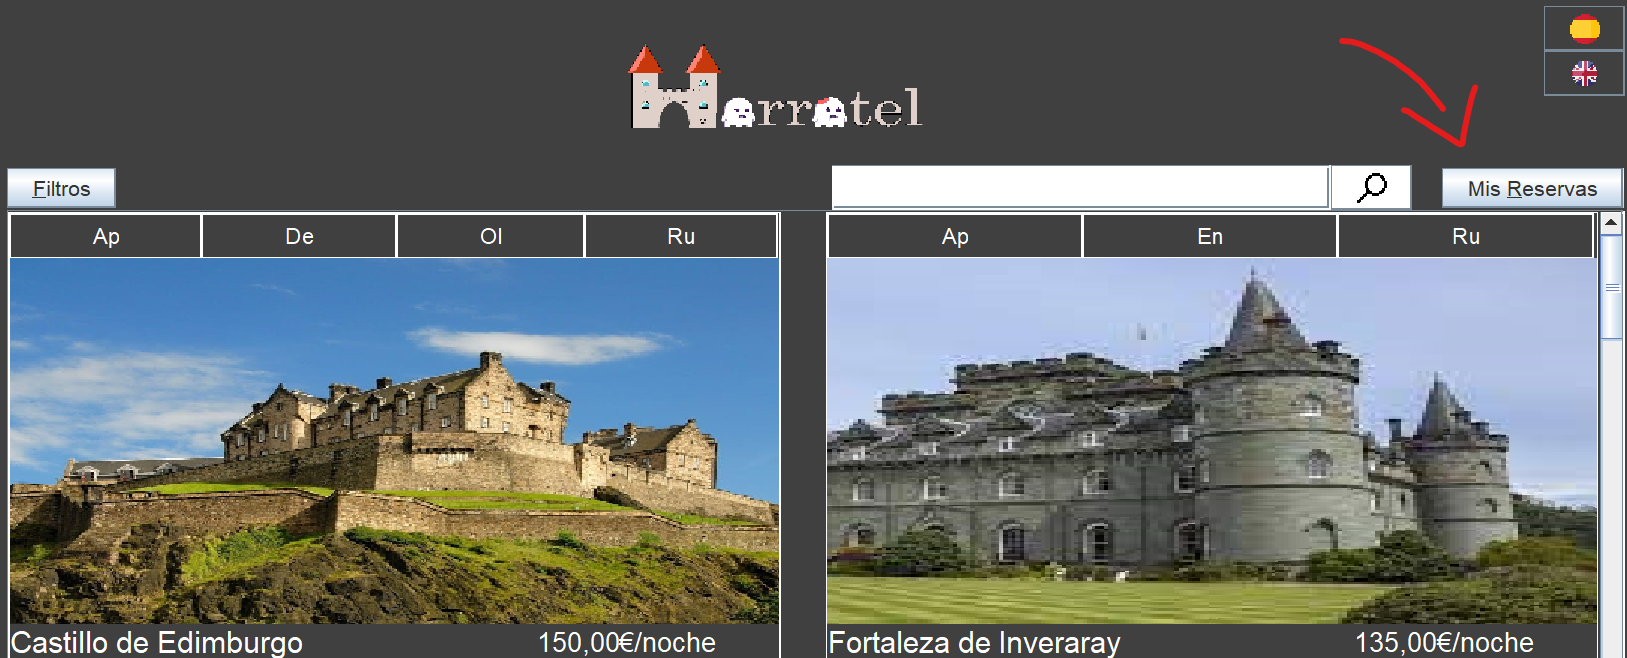 Horrotel
Filtros
Mis Reservas
Ap De Ol Ru
Ap En Ru
Castillo de Edimburgo 150,00€/noche
Fortaleza de Inveraray 135,00€/noche